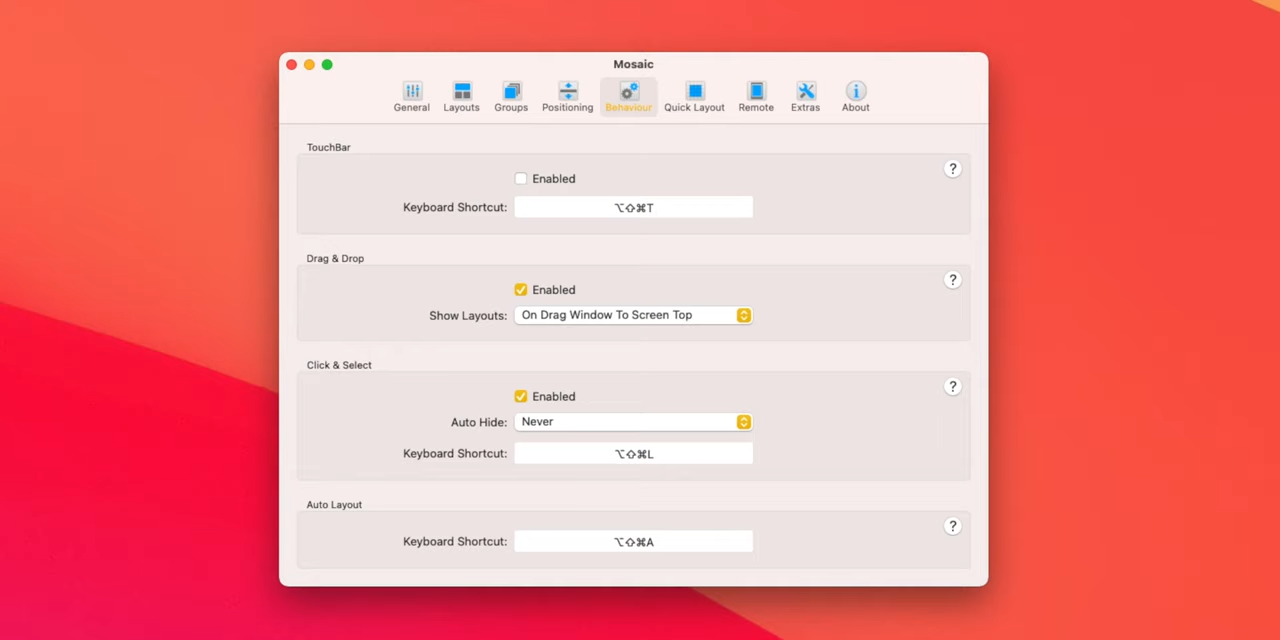 Mosaic
General Layouts Groups Positioning Behaviour Quick Layout Remote Extras About
TouchBar
?
Enabled
Keyboard Shortcut: ⌥⇧⌘T
Drag & Drop
?
Enabled
Show Layouts: On Drag Window To Screen Top
Click & Select
?
Enabled
Auto Hide: Never
Keyboard Shortcut: ⌥⇧⌘L
Auto Layout
?
Keyboard Shortcut: ⌥⇧⌘A